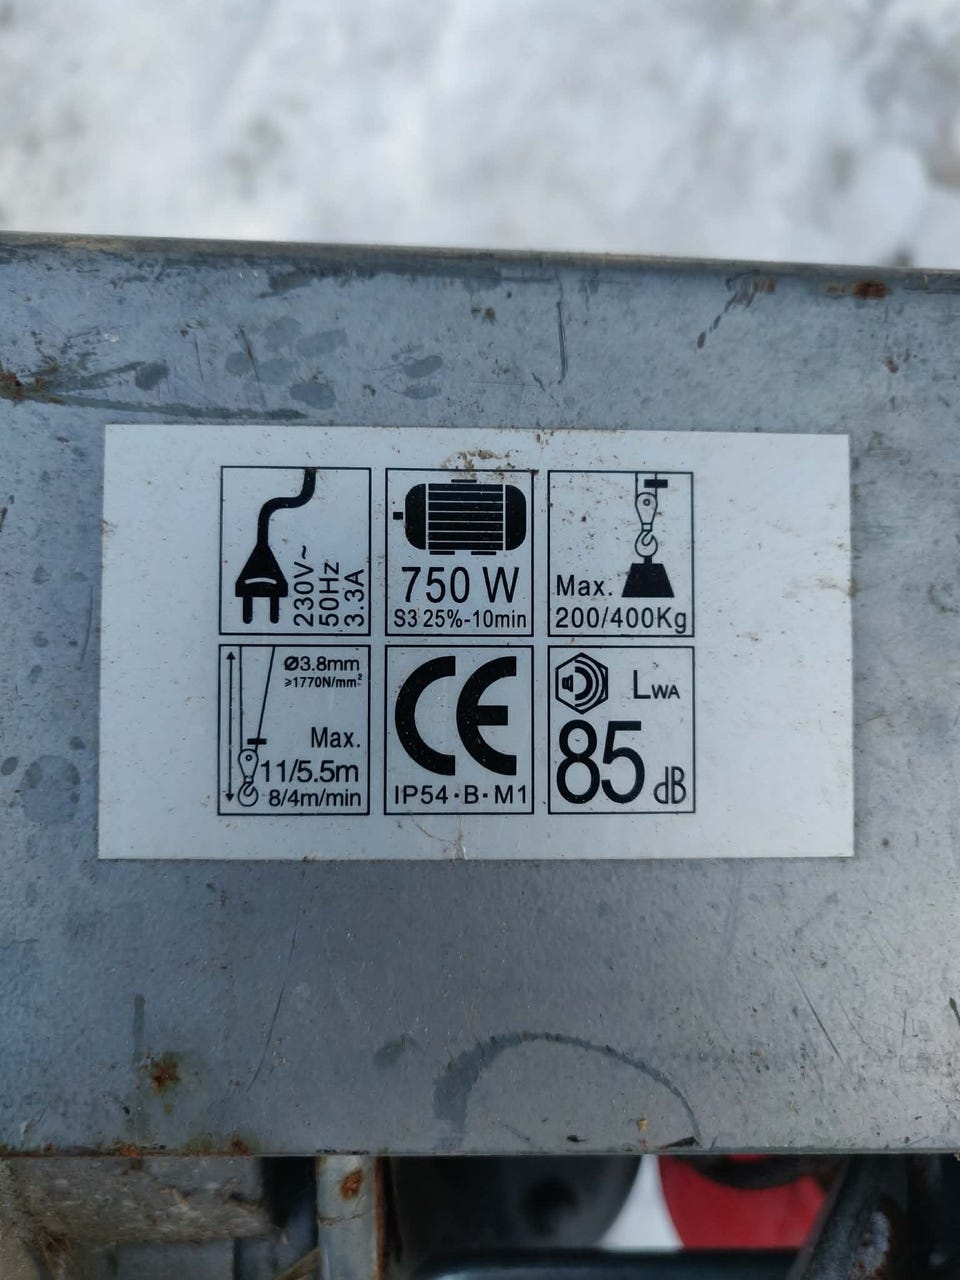 230V~
50Hz
3.3A
750 W
S3 25%-10min
Max.
200/400Kg
Ø3.8mm
≥1770N/mm²
Max.
11/5.5m
8/4m/min
CE
IP54·B·M1
LWA
85 dB